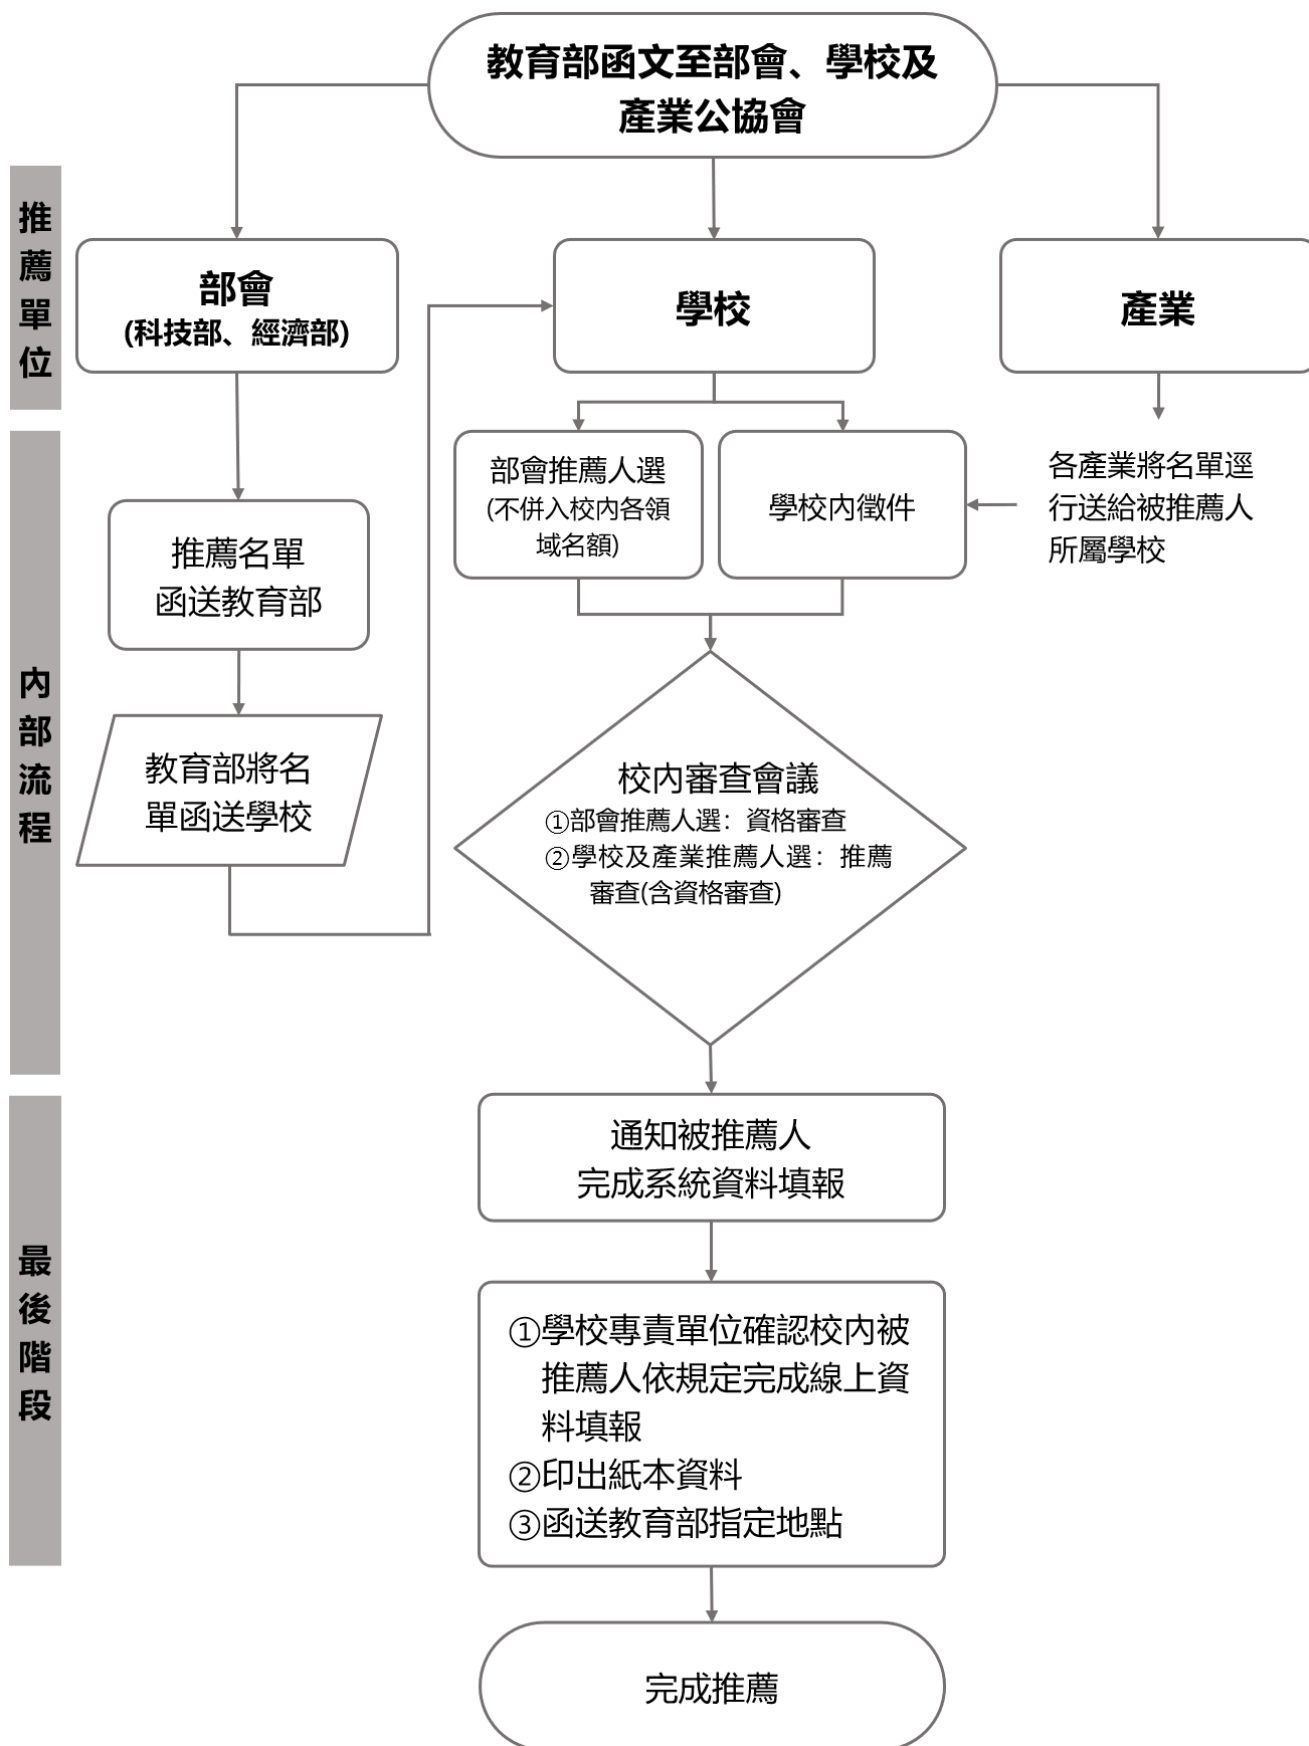 教育部函文至部會、學校及
產業公協會
推薦單位
部會
(科技部、經濟部)
學校
產業
內部流程
推薦名單
函送教育部
教育部將名
單函送學校
部會推薦人選
(不併入校內各領
域名額)
學校內徵件
各產業將名單逕
行送給被推薦人
所屬學校
校內審查會議
①部會推薦人選：資格審查
②學校及產業推薦人選：推薦
審查(含資格審查)
最後階段
通知被推薦人
完成系統資料填報
①學校專責單位確認校內被
推薦人依規定完成線上資
料填報
②印出紙本資料
③函送教育部指定地點
完成推薦